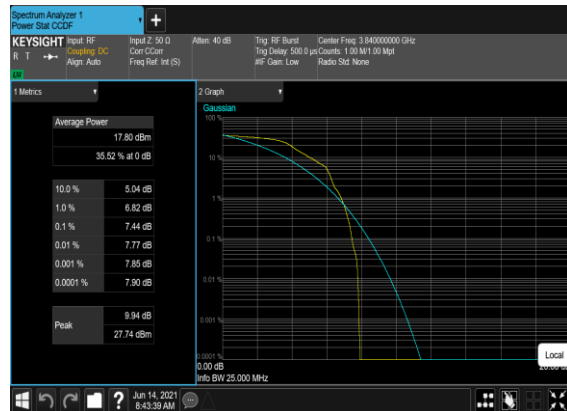 Spectrum Analyzer 1
Power Stat CCDF
+
KEYSIGHT
R T
LW
Input: RF
Coupling: DC
Align: Auto
Input Z: 50 Ω
Corr CCorr
Freq Ref: Int (S)
Atten: 40 dB
Trig: RF Burst
Trig Delay: 500.0 µs
#IF Gain: Low
Center Freq: 3.840000000 GHz
Counts: 1.00 M/1.00 Mpt
Radio Std: None
1 Metrics
Average Power
17.80 dBm
35.52 % at 0 dB
10.0 % 5.04 dB
1.0 % 6.82 dB
0.1 % 7.44 dB
0.01 % 7.77 dB
0.001 % 7.85 dB
0.0001 % 7.90 dB
Peak
9.94 dB
27.74 dBm
2 Graph
Gaussian
100 %
10 %
1 %
0.1 %
0.01 %
0.001 %
0.0001 %
0.00 dB
Info BW 25.000 MHz
Local
?
Jun 14, 2021
8:43:39 AM